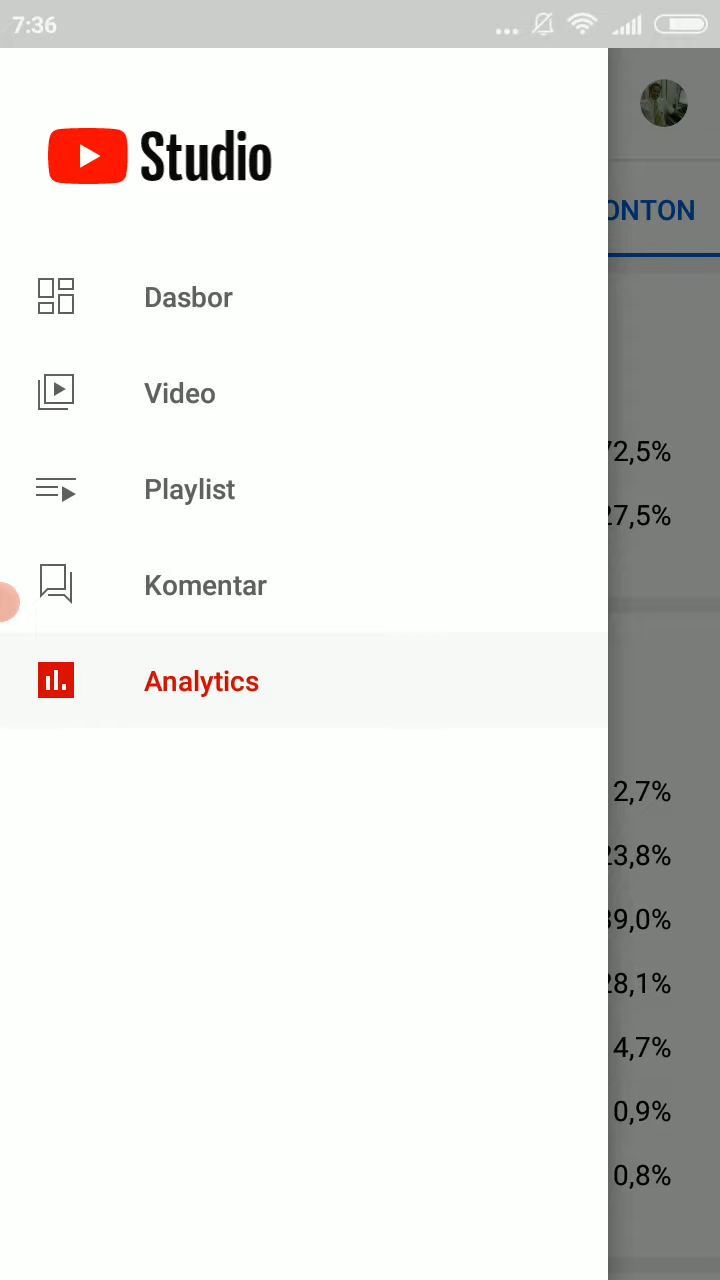 7:36
Studio
ONTON
Dasbor
Video
72,5%
Playlist
27,5%
Komentar
Analytics
2,7%
23,8%
39,0%
28,1%
4,7%
0,9%
0,8%